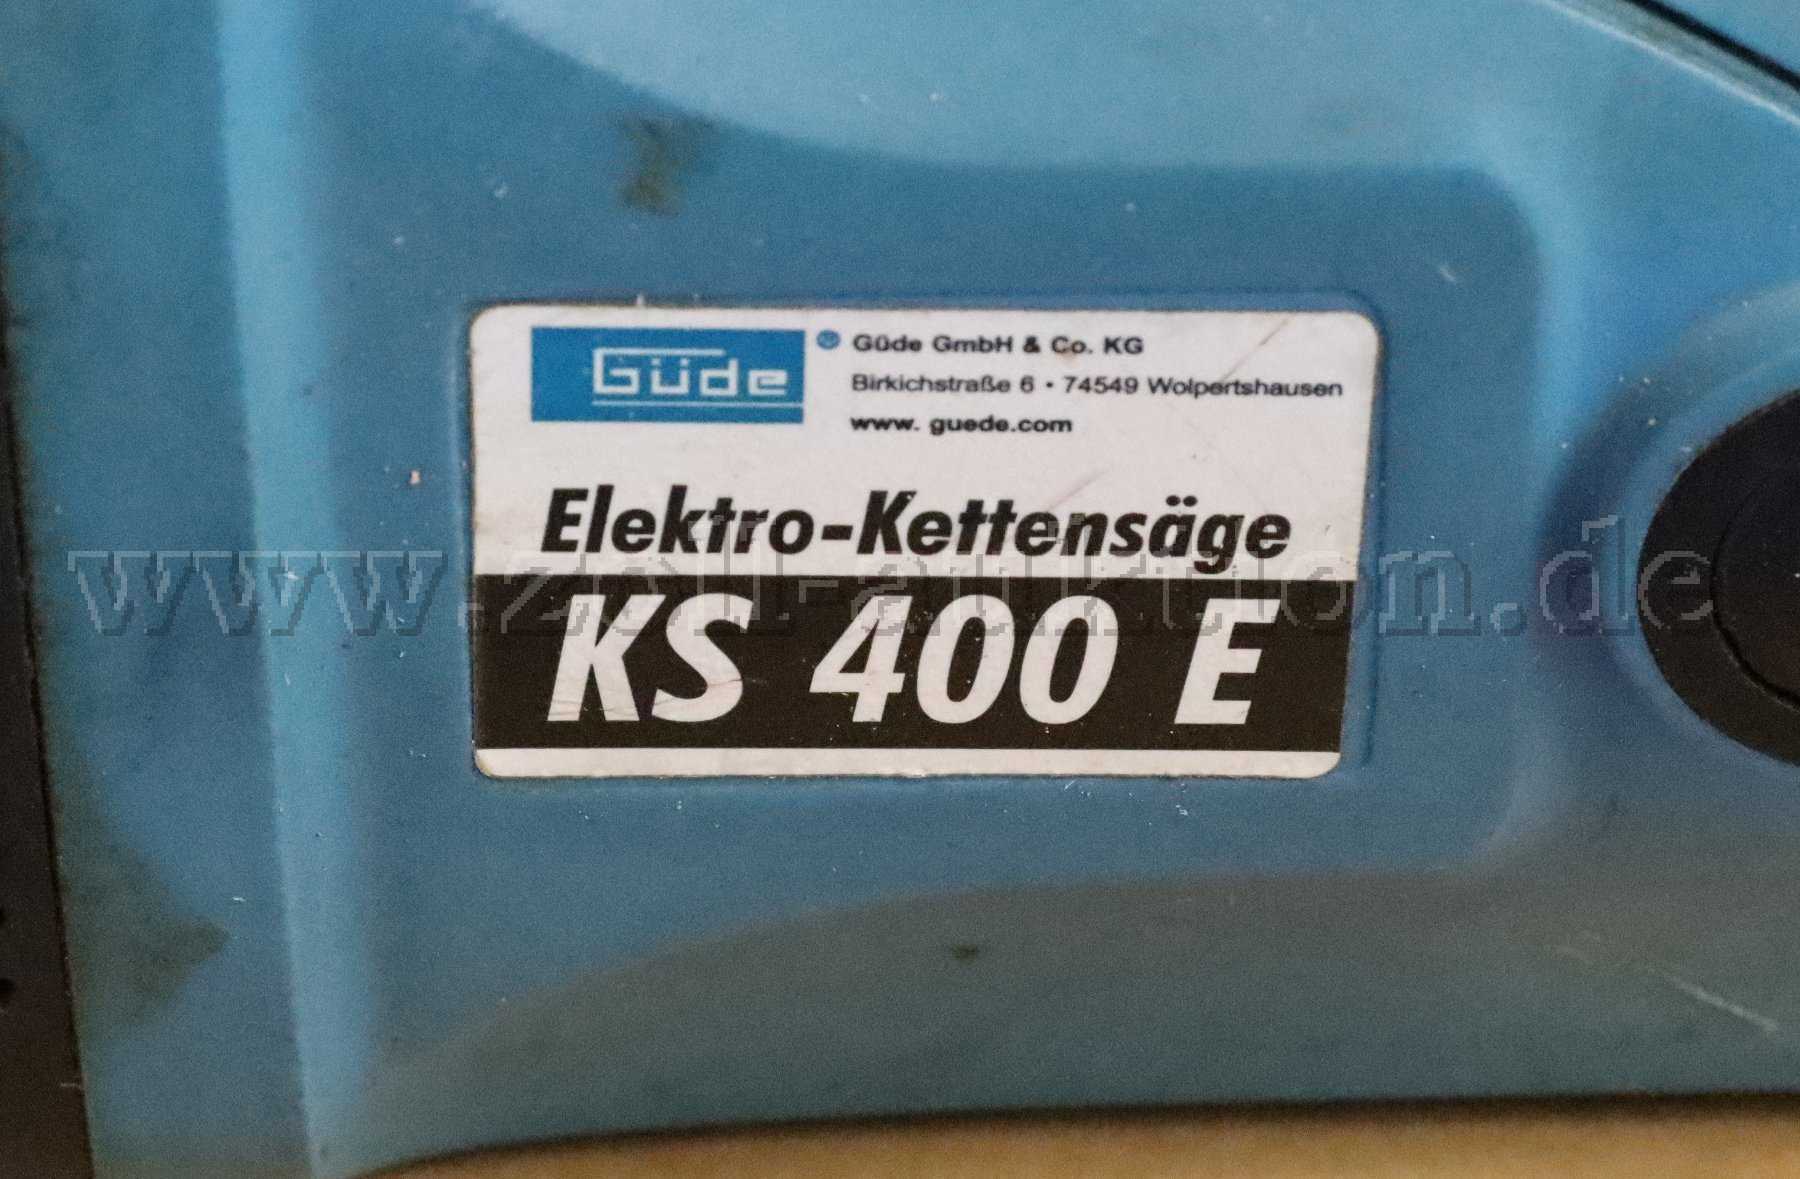 Güde ® Güde GmbH & Co. KG
Birkichstraße 6 • 74549 Wolpertshausen
www. guede.com
Elektro-Kettensäge
www.zoll-auktion.de
KS 400 E